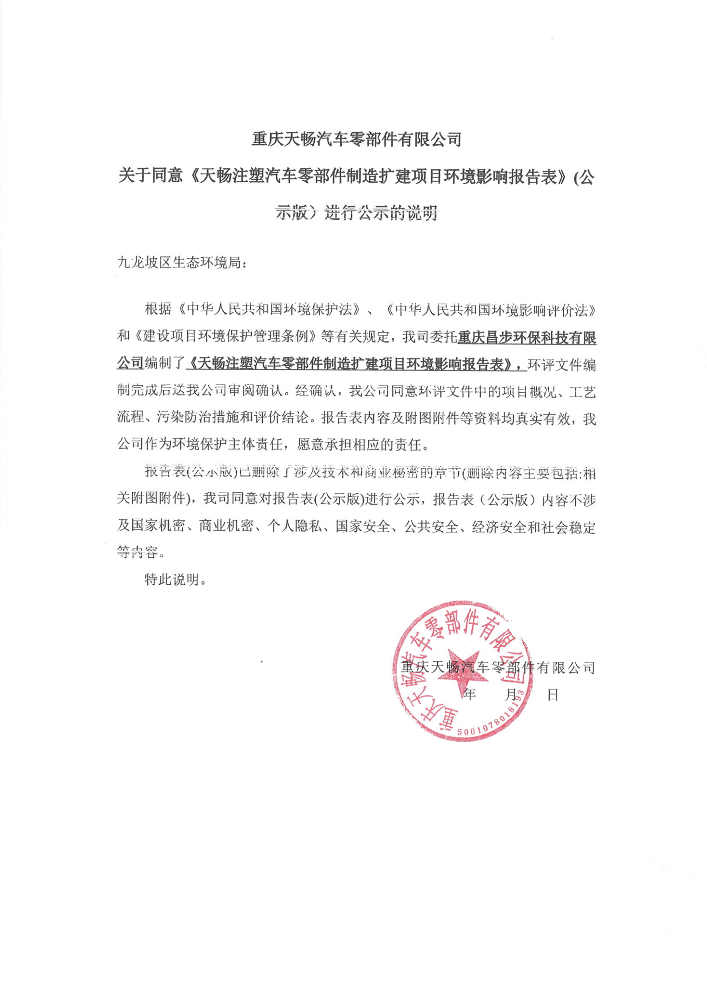 重庆天畅汽车零部件有限公司
关于同意《天畅注塑汽车零部件制造扩建项目环境影响报告表》(公
示版）进行公示的说明
九龙坡区生态环境局：
根据《中华人民共和国环境保护法》、《中华人民共和国环境影响评价法》
和《建设项目环境保护管理条例》等有关规定，我司委托重庆昌步环保科技有限
公司编制了《天畅注塑汽车零部件制造扩建项目环境影响报告表》，环评文件编
制完成后送我公司审阅确认。经确认，我公司同意环评文件中的项目概况、工艺
流程、污染防治措施和评价结论。报告表内容及附图附件等资料均真实有效，我
公司作为环境保护主体责任，愿意承担相应的责任。
报告表(公示版)已删除了涉及技术和商业秘密的章节(删除内容主要包括:相
关附图附件)，我司同意对报告表(公示版)进行公示，报告表（公示版）内容不涉
及国家机密、商业机密、个人隐私、国家安全、公共安全、经济安全和社会稳定
等内容。
特此说明。
重庆天畅汽车零部件有限公司
年 月 日
重庆天畅汽车零部件有限公司
5001078018193